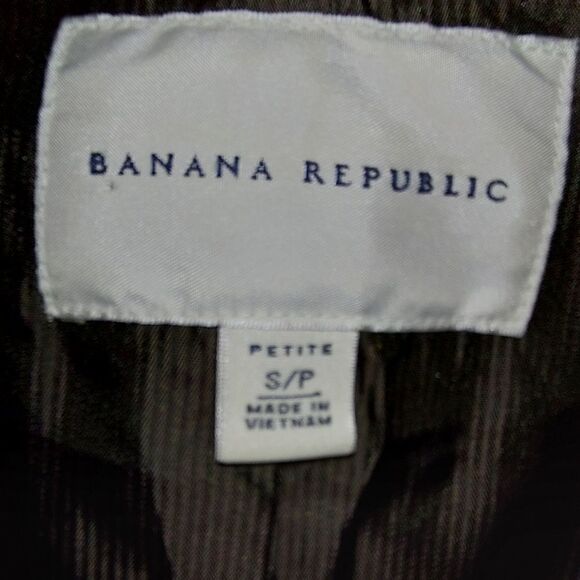 BANANA REPUBLIC
PETITE
S/P
MADE IN
VIETNAM